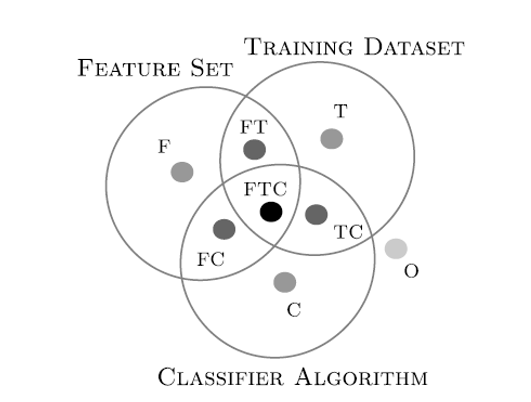 TRAINING DATASET
FEATURE SET
T
FT
F
FTC
TC
FC
O
C
CLASSIFIER ALGORITHM